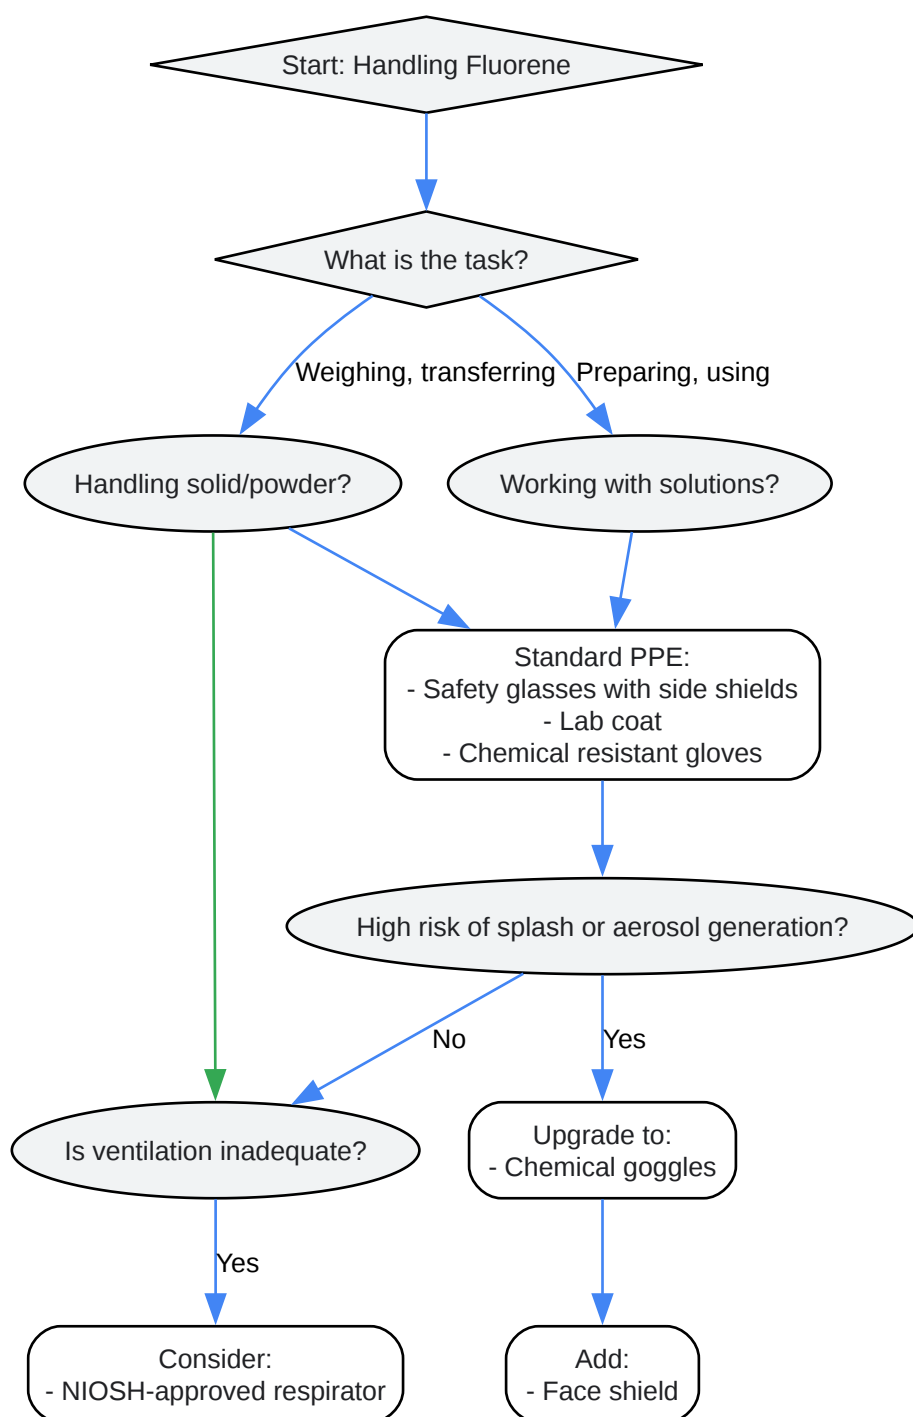 Start: Handling Fluorene
What is the task?
Weighing, transferring
Preparing, using
Handling solid/powder?
Working with solutions?
Standard PPE:
- Safety glasses with side shields
- Lab coat
- Chemical resistant gloves
High risk of splash or aerosol generation?
No
Yes
Is ventilation inadequate?
Upgrade to:
- Chemical goggles
Yes
Consider:
- NIOSH-approved respirator
Add:
- Face shield